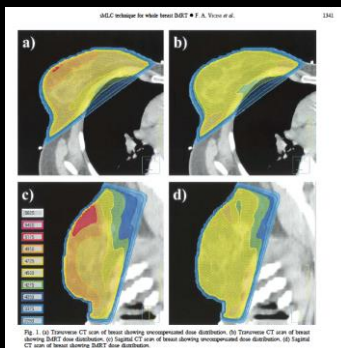 sMLC technique for whole breast IMRT ● F. A. VICINI et al. 1341
a)
b)
c)
d)
Fig. 1. (a) Transverse CT scan of breast showing uncompensated dose distribution. (b) Transverse CT scan of breast
showing IMRT dose distribution. (c) Sagittal CT scan of breast showing uncompensated dose distribution. (d) Sagittal
CT scan of breast showing IMRT dose distribution.